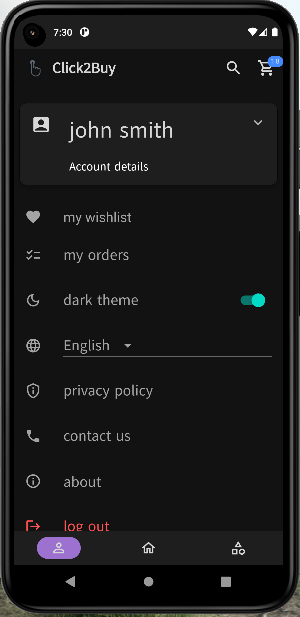 7:30
Click2Buy
john smith
Account details
my wishlist
my orders
dark theme
English
privacy policy
contact us
about
log out